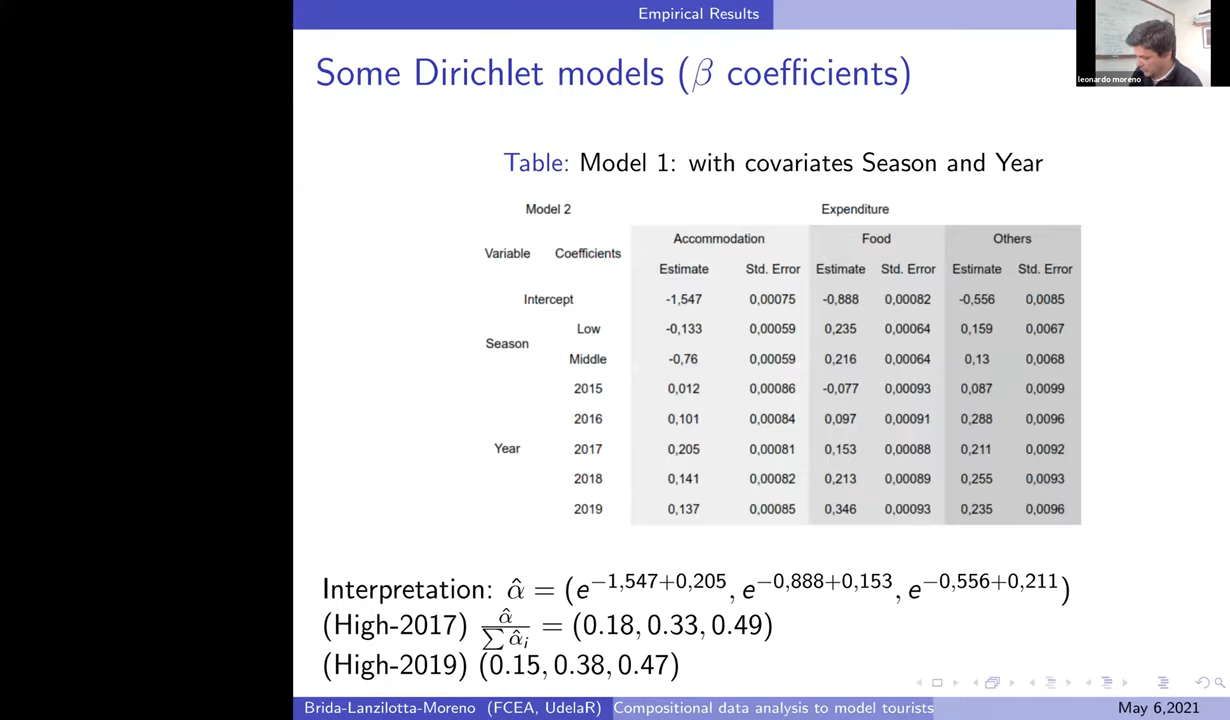 Empirical Results
leonardo moreno
Some Dirichlet models (β coefficients)
Table: Model 1: with covariates Season and Year
Model 2 Expenditure
Accommodation Food Others
Variable Coefficients
Estimate Std. Error Estimate Std. Error Estimate Std. Error
Intercept -1,547 0,00075 -0,888 0,00082 -0,556 0,0085
Low -0,133 0,00059 0,235 0,00064 0,159 0,0067
Season
Middle -0,76 0,00059 0,216 0,00064 0,13 0,0068
2015 0,012 0,00086 -0,077 0,00093 0,087 0,0099
2016 0,101 0,00084 0,097 0,00091 0,288 0,0096
Year 2017 0,205 0,00081 0,153 0,00088 0,211 0,0092
2018 0,141 0,00082 0,213 0,00089 0,255 0,0093
2019 0,137 0,00085 0,346 0,00093 0,235 0,0096
Interpretation: α̂ = (e^−1,547+0,205, e^−0,888+0,153, e^−0,556+0,211)
(High-2017) α̂/∑ α̂i = (0.18, 0.33, 0.49)
(High-2019) (0.15, 0.38, 0.47)
Brida-Lanzilotta-Moreno (FCEA, UdelaR) Compositional data analysis to model tourists May 6,2021